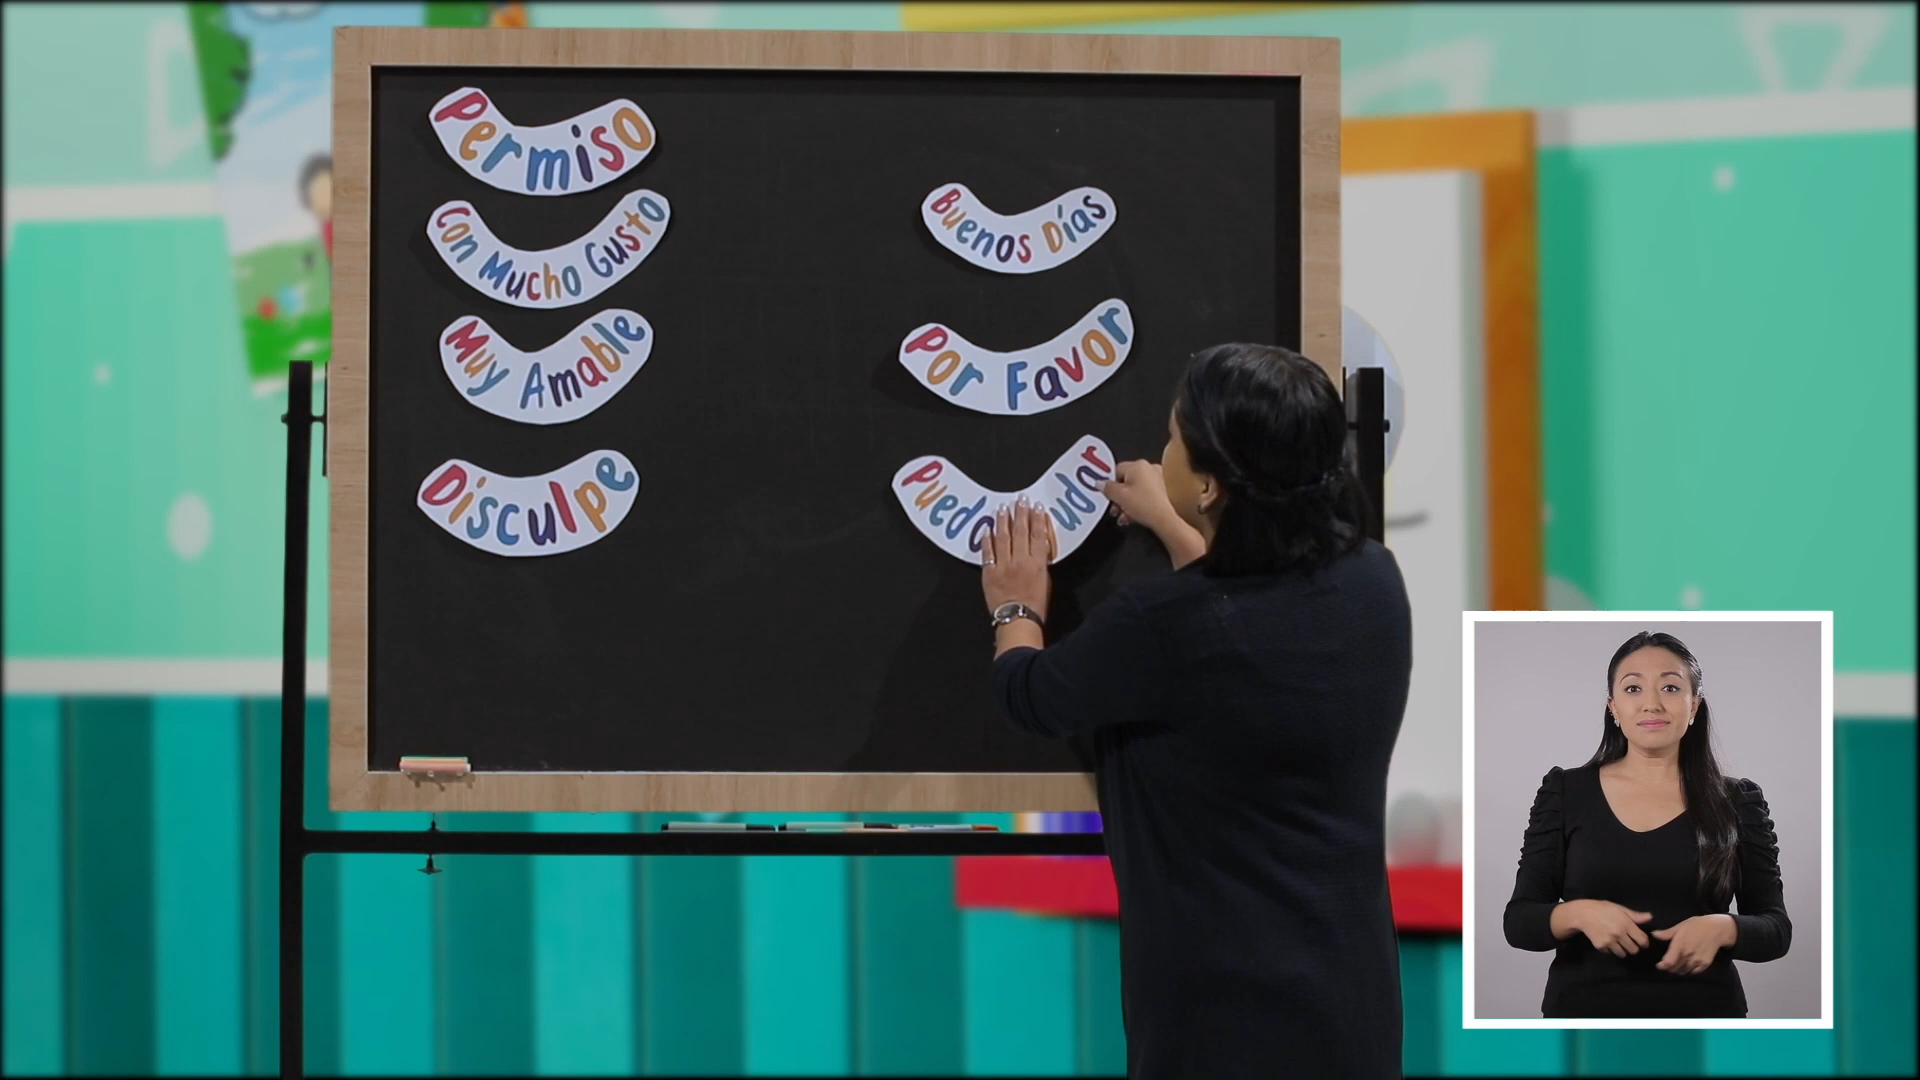 Permiso
Con Mucho Gusto
Muy Amable
Disculpe
Buenos Días
Por Favor